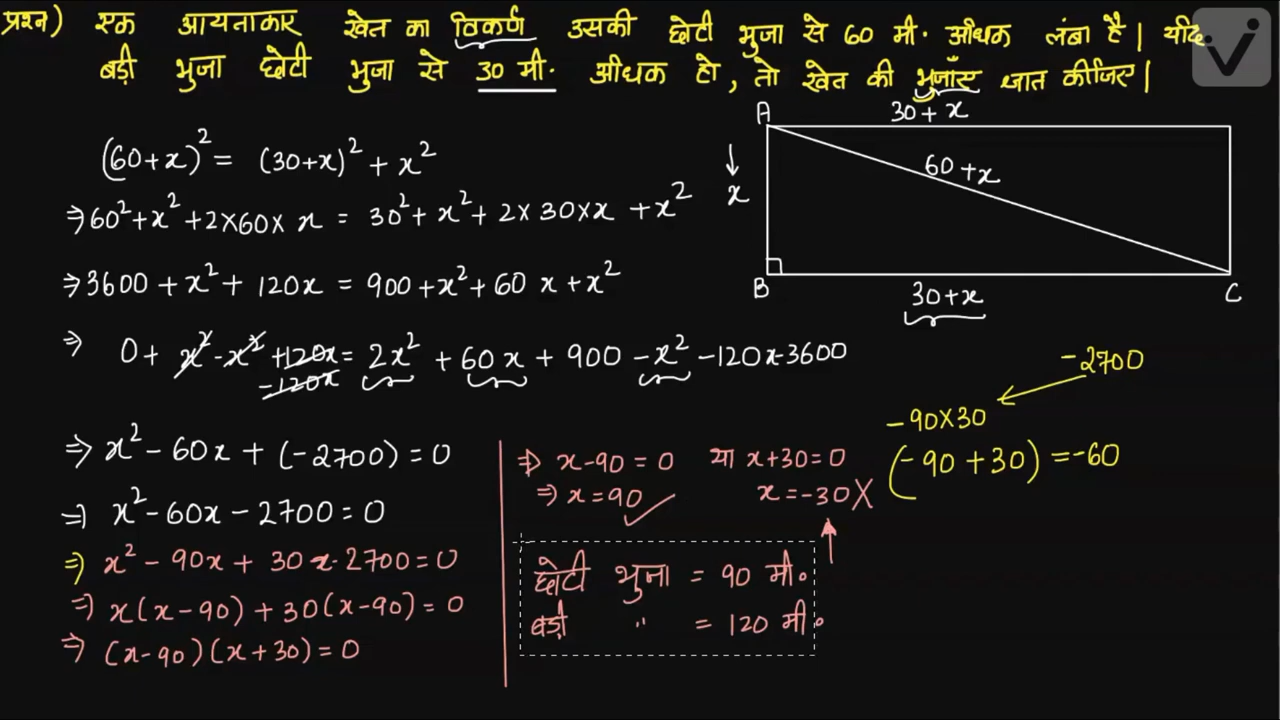 प्रश्न) एक आयताकार खेत का विकर्ण उसकी छोटी भुजा से 60 मी. अधिक लंबा है। यदि
बड़ी भुजा छोटी भुजा से 30 मी. अधिक हो, तो खेत की भुजाएँ ज्ञात कीजिए।
A
30+x
60+x
↓
x
B
30+x
C
(60+x)² = (30+x)² + x²
⇒ 60² + x² + 2×60×x = 30² + x² + 2×30×x + x²
⇒ 3600 + x² + 120x = 900 + x² + 60x + x²
⇒ 0 + x² - x² +120x = 2x² + 60x + 900 - x² - 120x - 3600
-120x
⇒ x² - 60x + (-2700) = 0
⇒ x² - 60x - 2700 = 0
⇒ x² - 90x + 30x - 2700 = 0
⇒ x(x-90) + 30(x-90) = 0
⇒ (x-90)(x+30) = 0
⇒ x-90 = 0 या x+30=0
⇒ x = 90 ✓ x = -30 X
छोटी भुजा = 90 मी.
बड़ी " = 120 मी.
-2700
-90×30
(-90+30) = -60